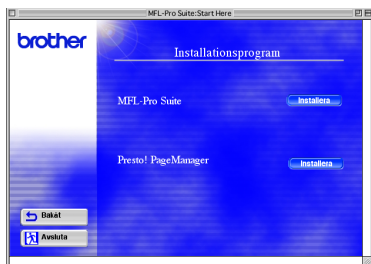 MFL-Pro Suite:Start Here
brother
Installationsprogram
MFL-Pro Suite
Installera
Presto! PageManager
Installera
Bakåt
Avsluta